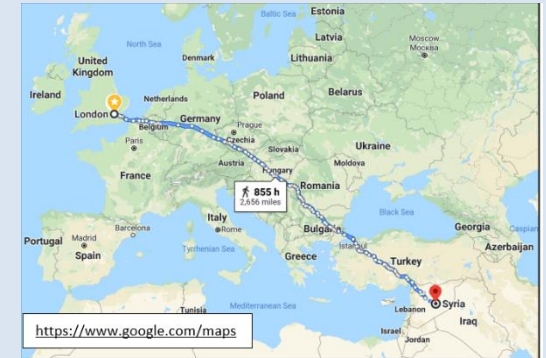 Baltic Sea
Estonia
Latvia
Moscow
Москва
North Sea
Denmark
Lithuania
United
Kingdom
Ireland
Netherlands
Poland
Belarus
London
Belgium
Germany
Prague
Paris
Czechia
Slovakia
Ukraine
Austria
Hungary
Moldova
France
855 h
2,656 miles
Romania
Italy
Rome
Bulgar
Black Sea
Georgia
Caspian
Portugal
Madrid
Barcelona
Spain
Tyrrhenian Sea
Greece
Istanbul
Turkey
Azerbaijan
Tunisia
Mediterranean Sea
Lebanon
Syria
Iraq
Israel
Jordan
https://www.google.com/maps